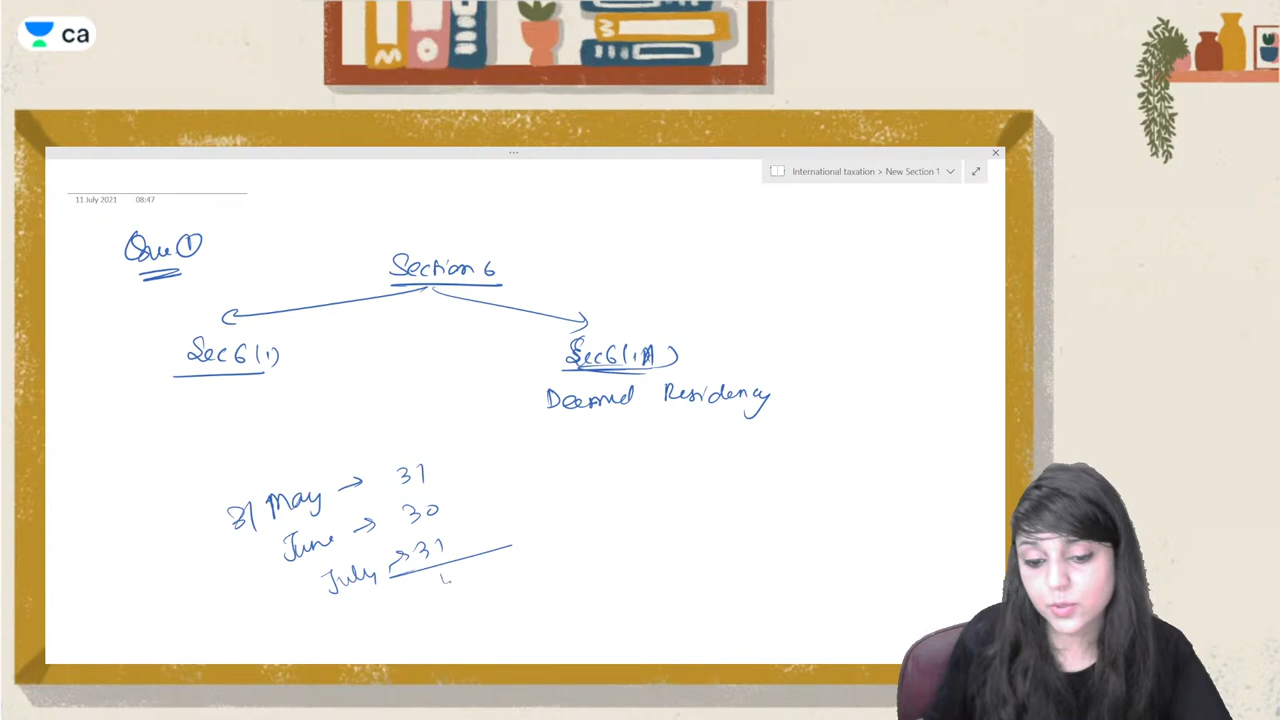 ca
International taxation > New Section 1
11 July 2021 08:47
Que ①
Section 6
Sec 6 (1) Sec 6 (1A)
Deemed Residency
31 May → 31
June → 30
July → 31